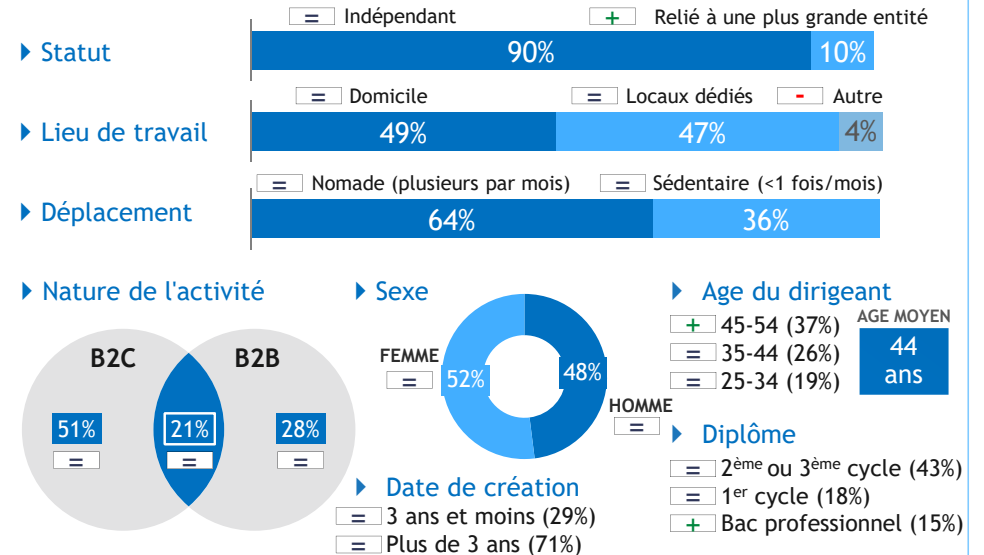 = Indépendant + Relié à une plus grande entité
Statut 90% 10%
= Domicile = Locaux dédiés - Autre
Lieu de travail 49% 47% 4%
= Nomade (plusieurs par mois) = Sédentaire (<1 fois/mois)
Déplacement 64% 36%
Nature de l'activité
B2C B2B
51% 21% 28%
= = =
Sexe
FEMME
= 52% 48%
HOMME
=
Date de création
= 3 ans et moins (29%)
= Plus de 3 ans (71%)
Age du dirigeant
+ 45-54 (37%)
= 35-44 (26%)
= 25-34 (19%)
AGE MOYEN
44
ans
Diplôme
= 2ème ou 3ème cycle (43%)
= 1er cycle (18%)
+ Bac professionnel (15%)